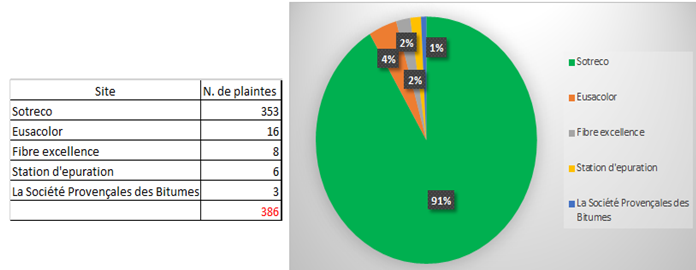 Site N. de plaintes
Sotreco 353
Eusacolor 16
Fibre excellence 8
Station d'epuration 6
La Société Provençales des Bitumes 3
386
2%
1%
4%
2%
91%
Sotreco
Eusacolor
Fibre excellence
Station d'epuration
La Société Provençales des
Bitumes